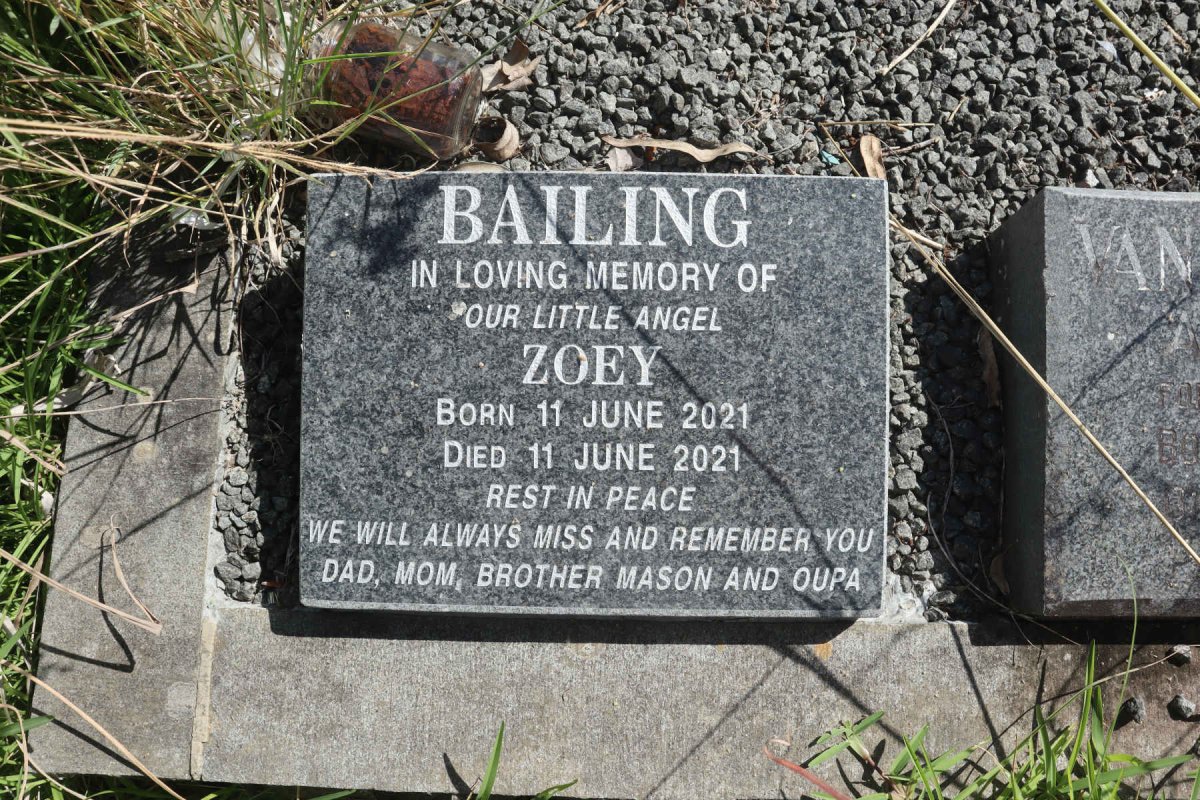 BAILING
IN LOVING MEMORY OF
OUR LITTLE ANGEL
ZOEY
BORN 11 JUNE 2021
DIED 11 JUNE 2021
REST IN PEACE
WE WILL ALWAYS MISS AND REMEMBER YOU
DAD, MOM, BROTHER MASON AND OUPA
VAN